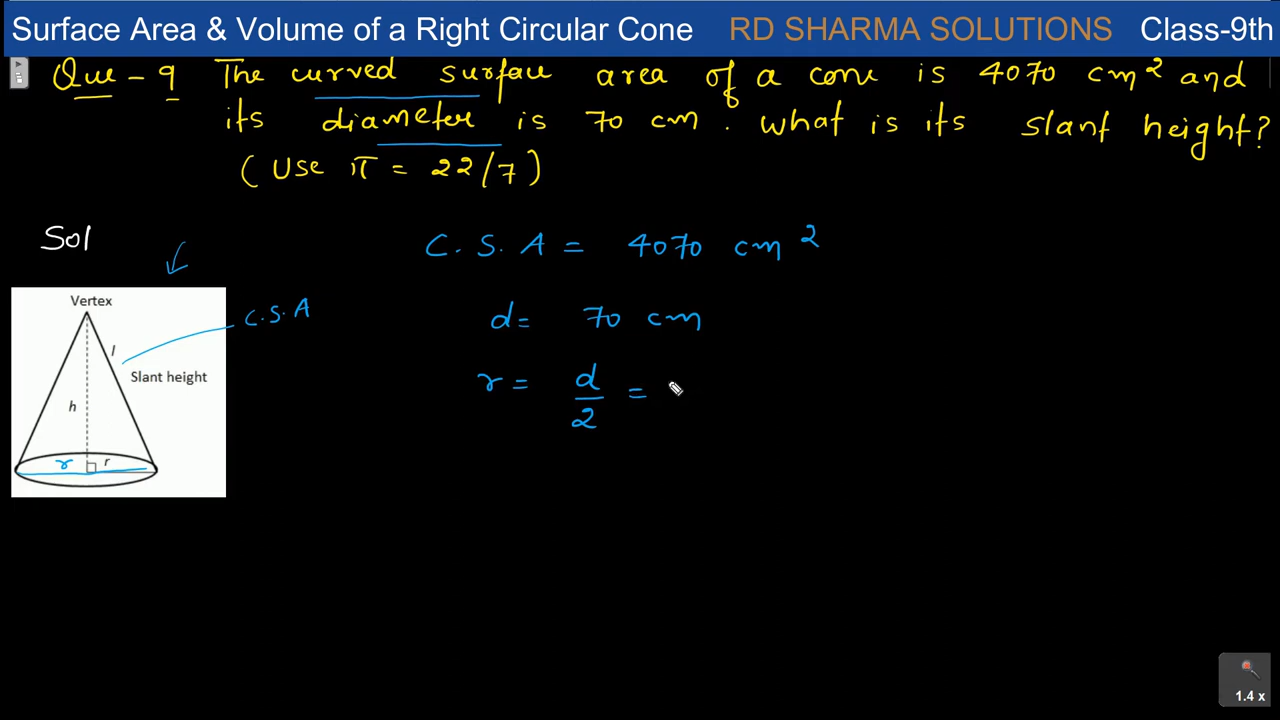 Surface Area & Volume of a Right Circular Cone RD SHARMA SOLUTIONS Class-9th
Que - 9 The curved surface area of a cone is 4070 cm² and
its diameter is 70 cm. What is its slant height?
(Use π = 22/7)
Sol
C.S.A = 4070 cm²
d = 70 cm
r = d/2 =
Vertex
l
C.S.A
Slant height
h
r r
1.4 x